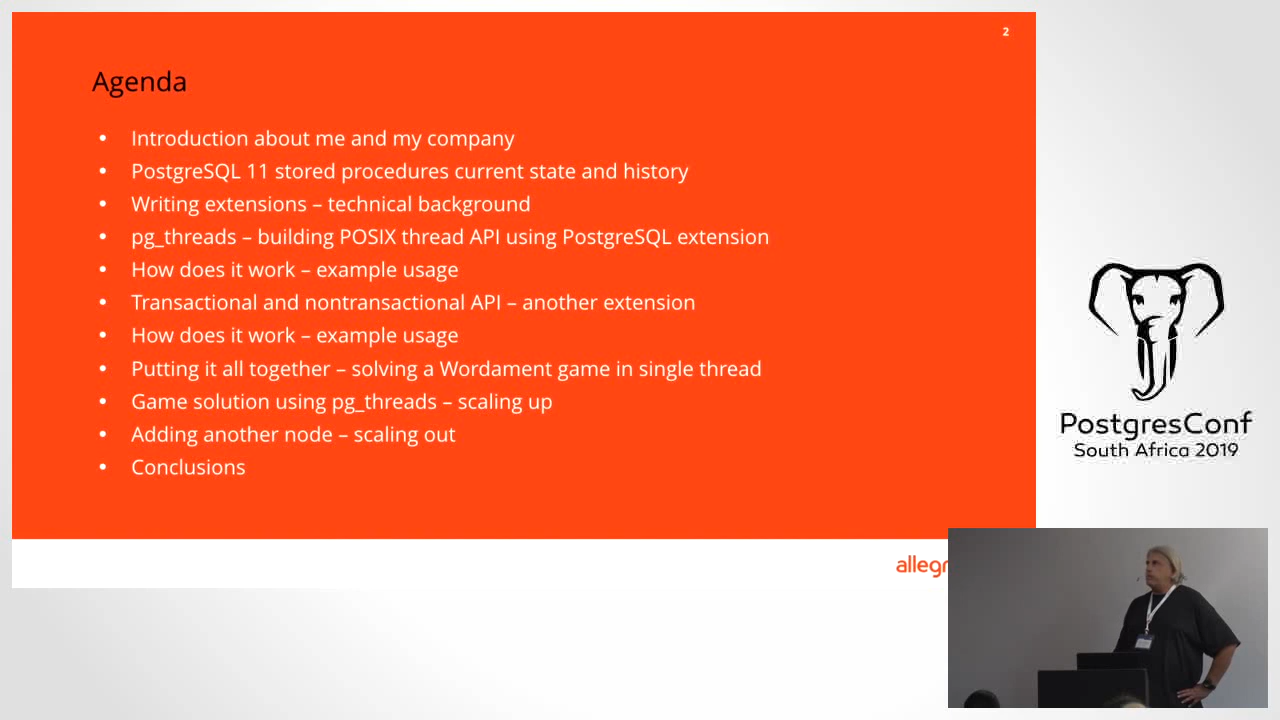 2
Agenda
• Introduction about me and my company
• PostgreSQL 11 stored procedures current state and history
• Writing extensions – technical background
• pg_threads – building POSIX thread API using PostgreSQL extension
• How does it work – example usage
• Transactional and nontransactional API – another extension
• How does it work – example usage
• Putting it all together – solving a Wordament game in single thread
• Game solution using pg_threads – scaling up
• Adding another node – scaling out
• Conclusions
PostgresConf
South Africa 2019